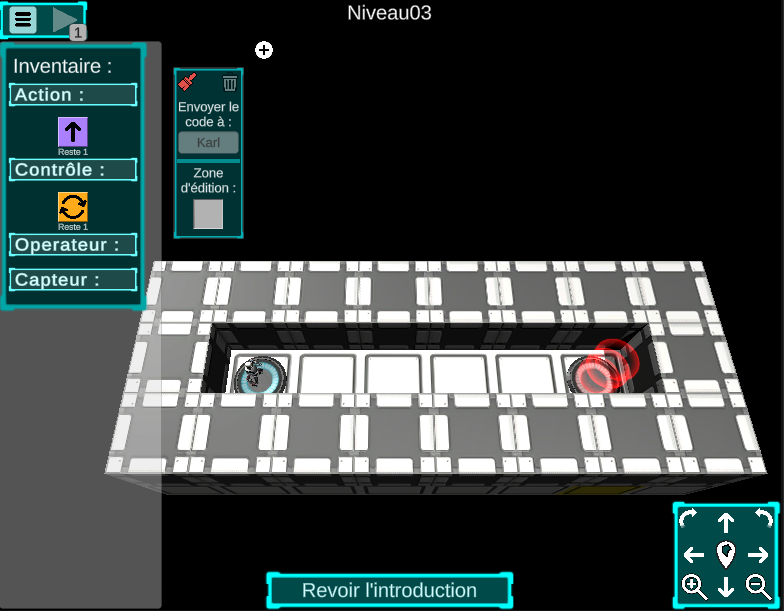 Niveau03
1
Inventaire :
Action :
Reste 1
Contrôle :
Reste 1
Operateur :
Capteur :
Envoyer le
code à :
Karl
Zone
d'édition :
Revoir l'introduction